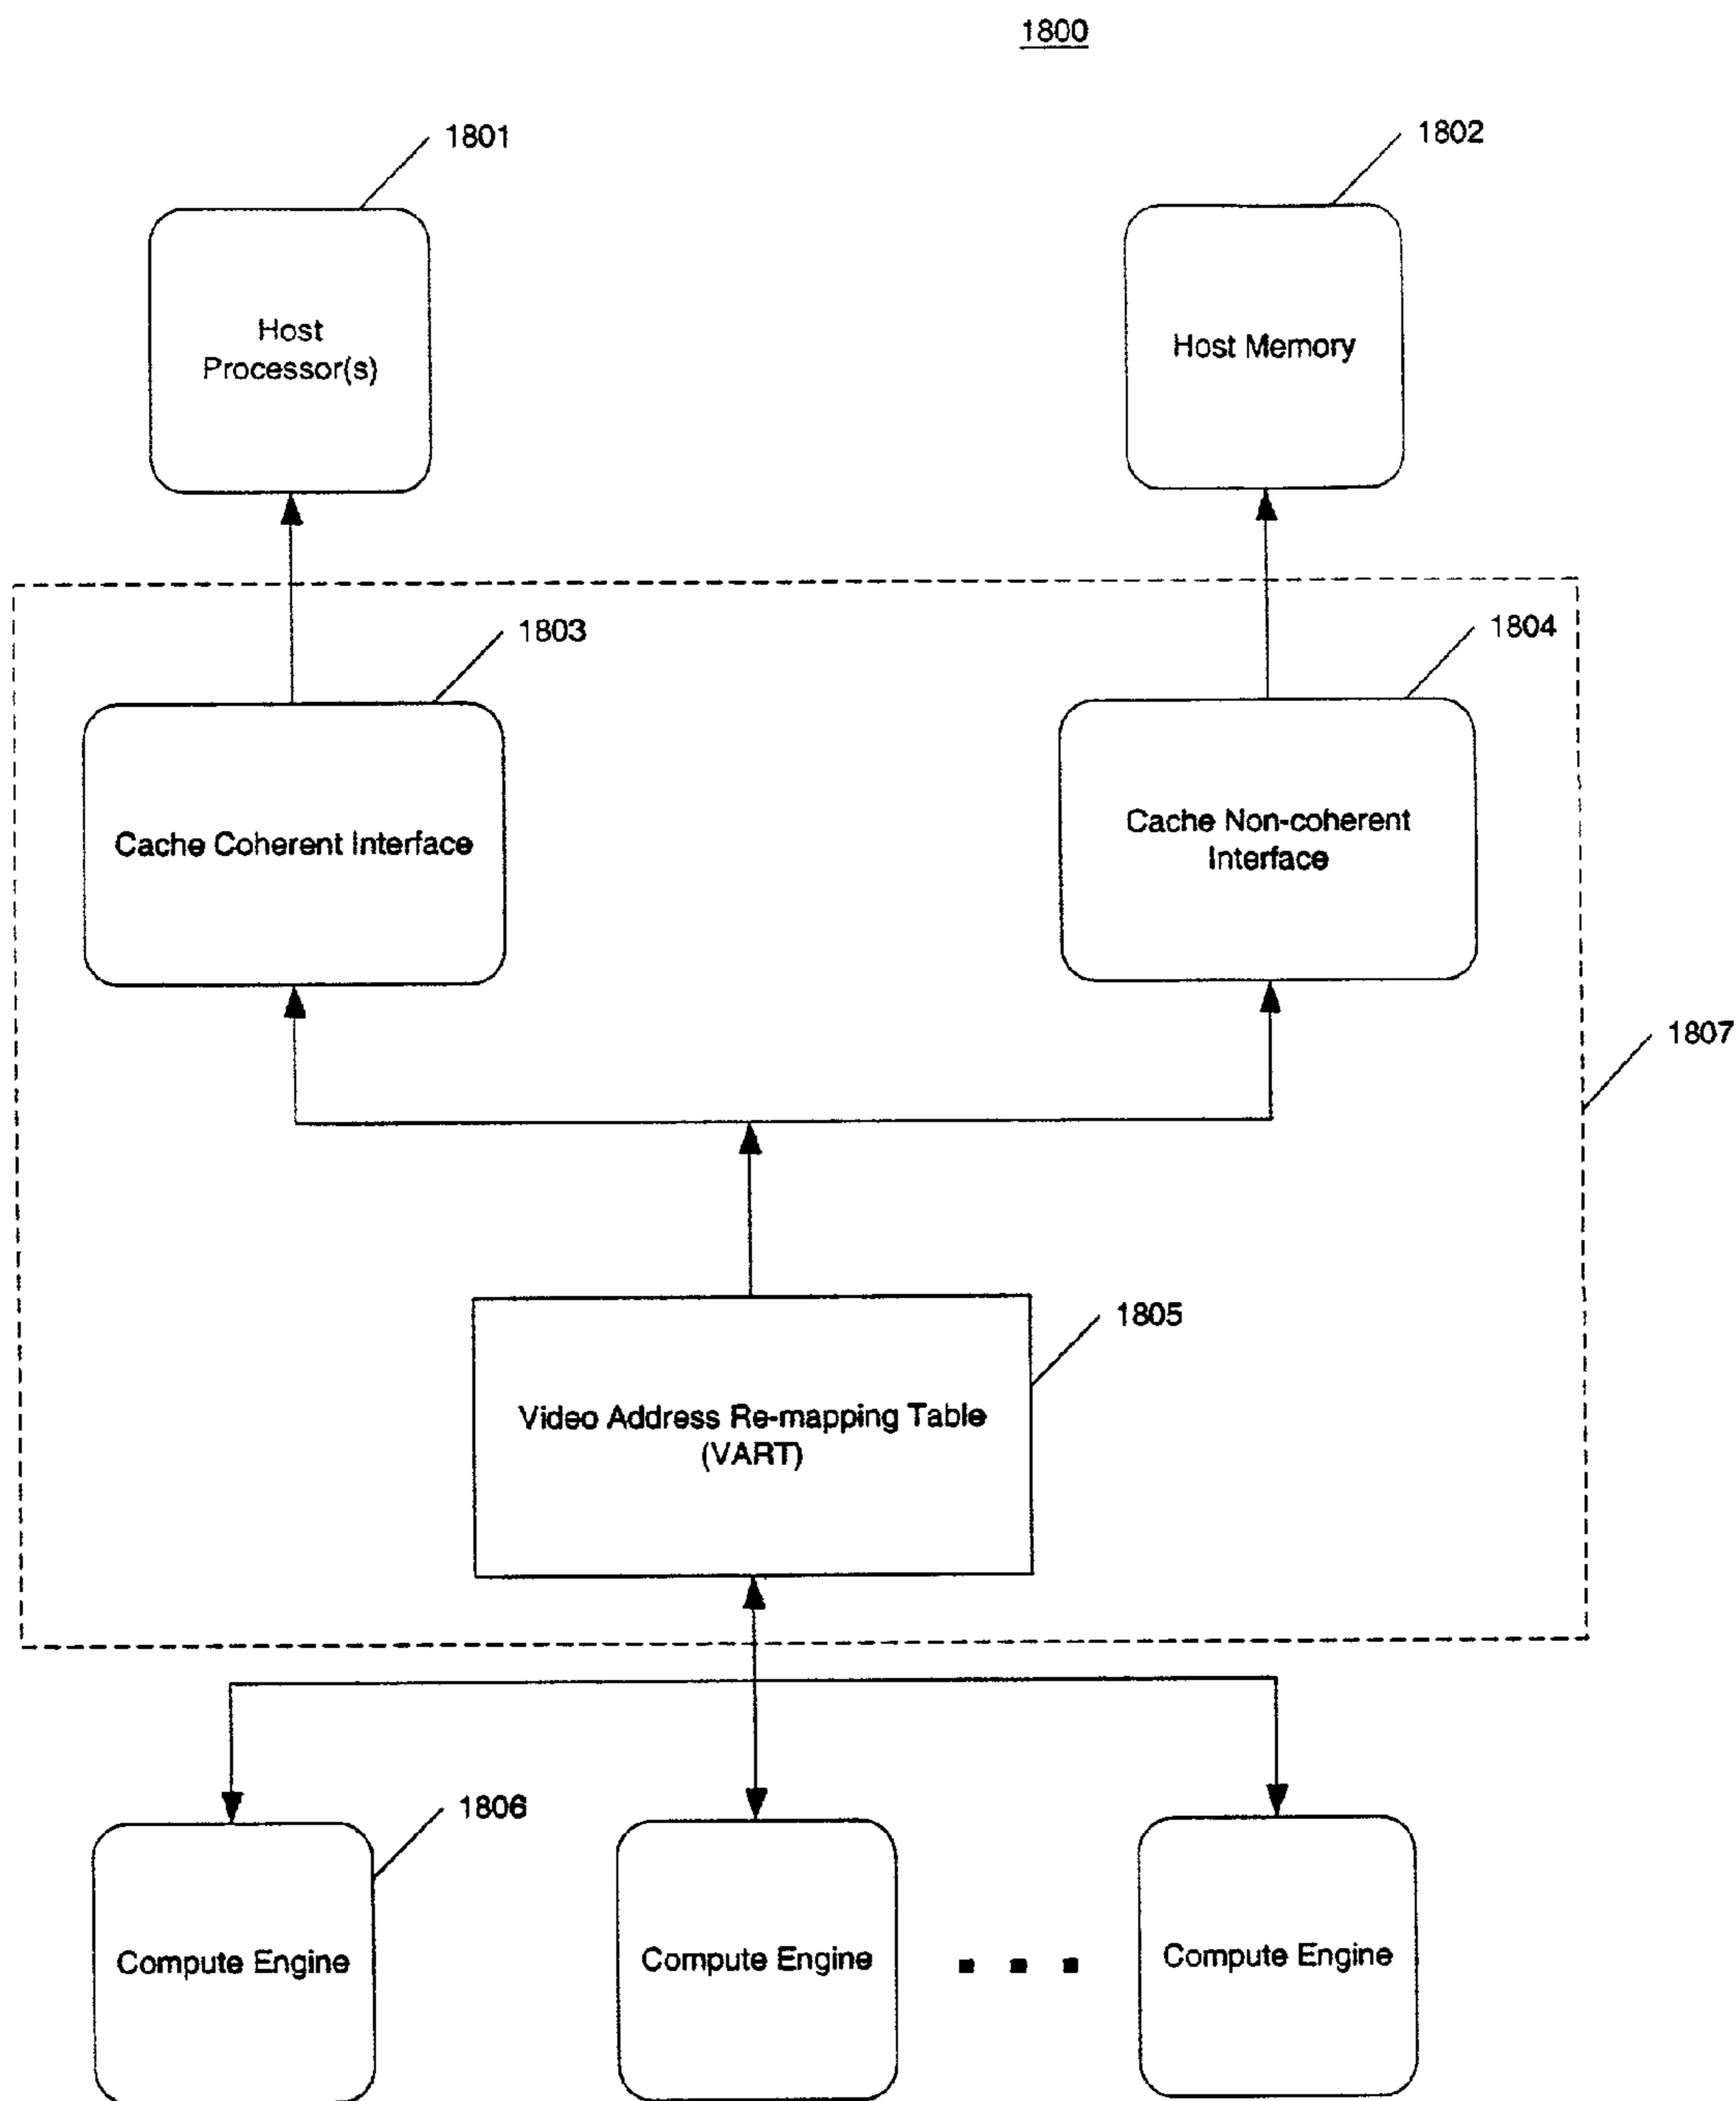 1800
1801
1802
Host
Processor(s)
Host Memory
1803
1804
Cache Coherent Interface
Cache Non-coherent
Interface
1807
1805
Video Address Re-mapping Table
(VART)
1806
Compute Engine
Compute Engine
Compute Engine